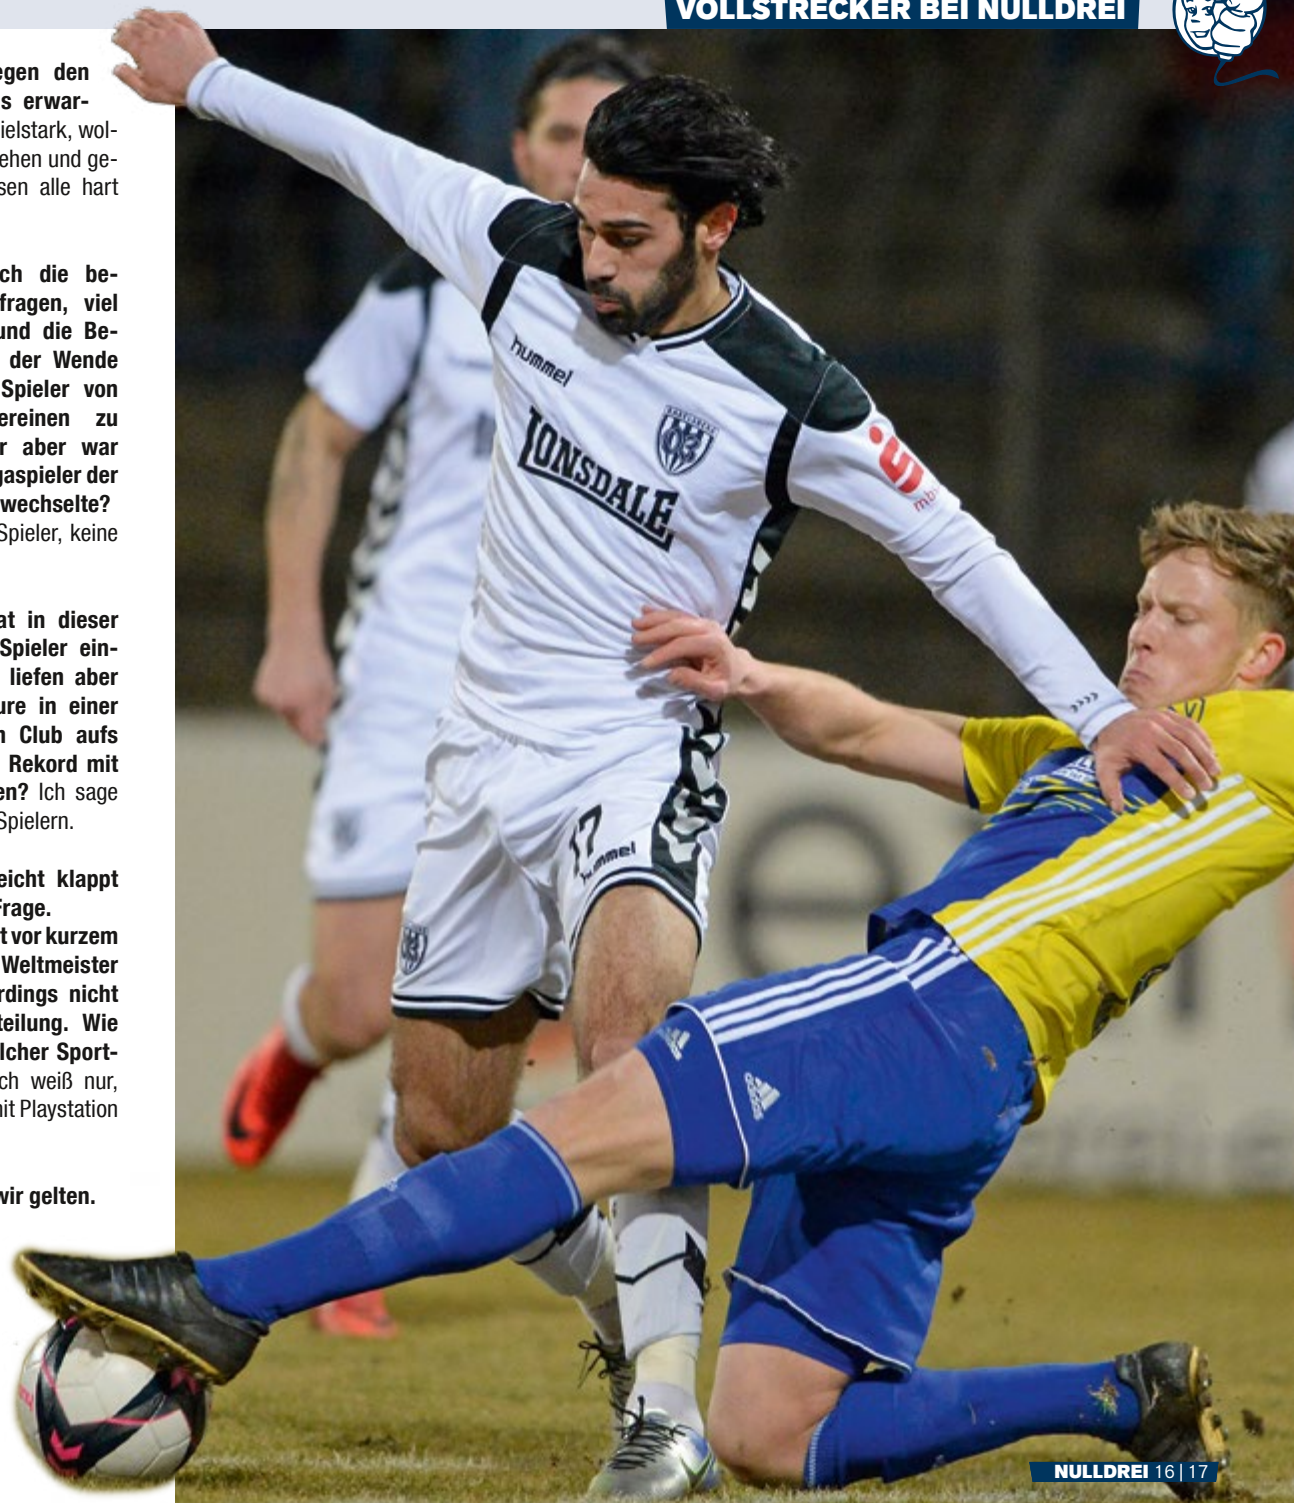 VOLLSTRECKER BEI NULLDREI
egen den
s erwar-
ielstark, wol-
ehen und ge-
sen alle hart
ch die be-
fragen, viel
und die Be-
der Wende
Spieler von
ereinen zu
r aber war
gaspieler der
wechselte?
Spieler, keine
at in dieser
Spieler ein-
liefen aber
ure in einer
n Club aufs
Rekord mit
en? Ich sage
Spielern.
eicht klappt
Frage.
t vor kurzem
Weltmeister
rdings nicht
teilung. Wie
lcher Sport-
ch weiß nur,
nit Playstation
wir gelten.
hummel
LONSDALE
mbs
17
hummel
adidas
NULLDREI 16 | 17